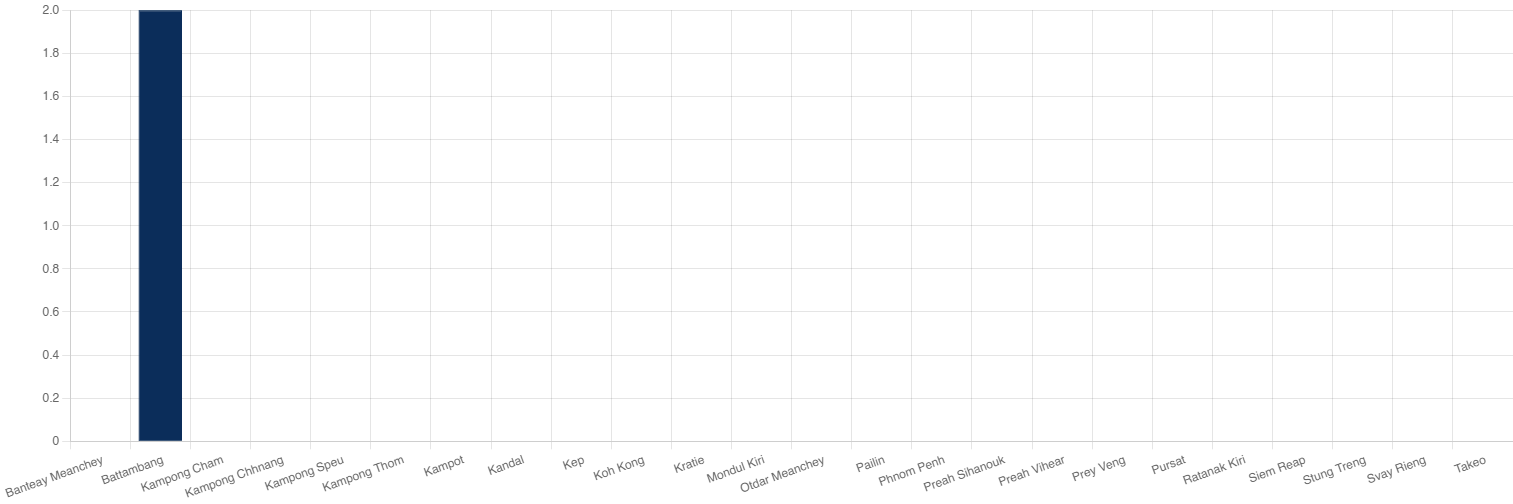 2.0
1.8
1.6
1.4
1.2
1.0
0.8
0.6
0.4
0.2
0
Banteay Meanchey
Battambang
Kampong Cham
Kampong Chhnang
Kampong Speu
Kampong Thom
Kampot
Kandal
Kep
Koh Kong
Kratie
Mondul Kiri
Otdar Meanchey
Pailin
Phnom Penh
Preah Sihanouk
Preah Vihear
Prey Veng
Pursat
Ratanak Kiri
Siem Reap
Stung Treng
Svay Rieng
Takeo